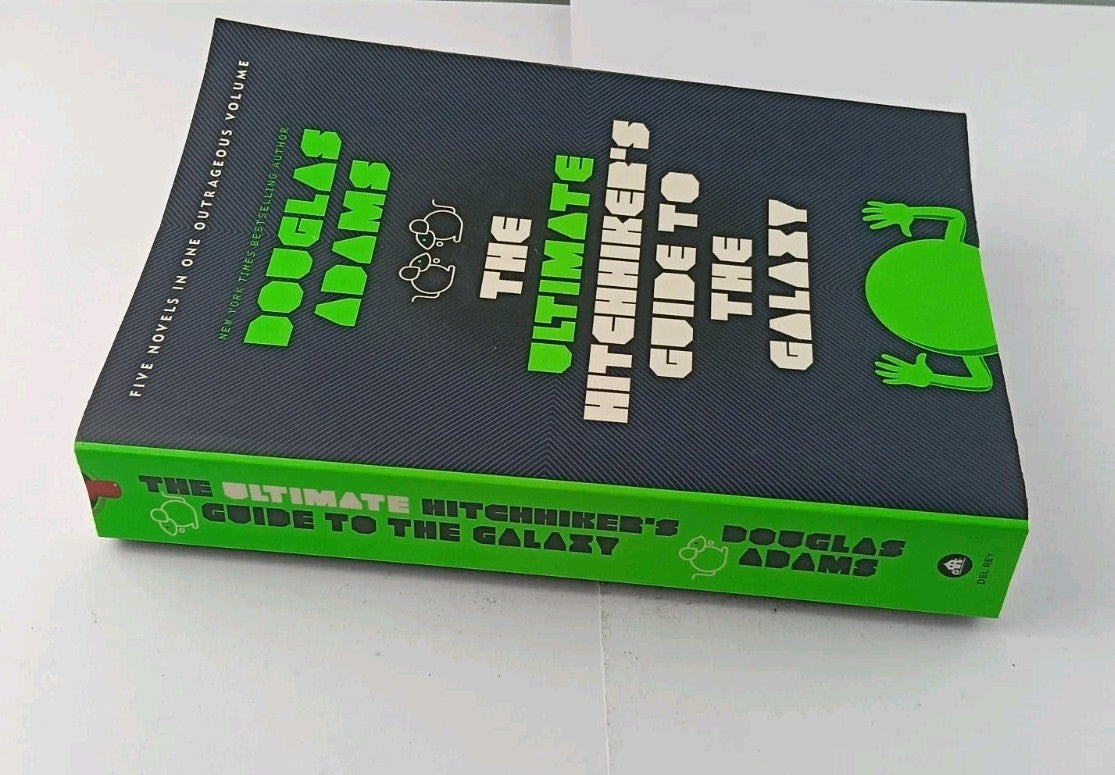 FIVE NOVELS IN ONE OUTRAGEOUS VOLUME
NEW YORK TIMES BESTSELLING AUTHOR
DOUGLAS
ADAMS
THE
ULTIMATE
HITCHHIKER'S
GUIDE TO
THE
GALAXY
THE ULTIMATE HITCHHIKER'S
GUIDE TO THE GALAXY
DOUGLAS
ADAMS
DEL REY